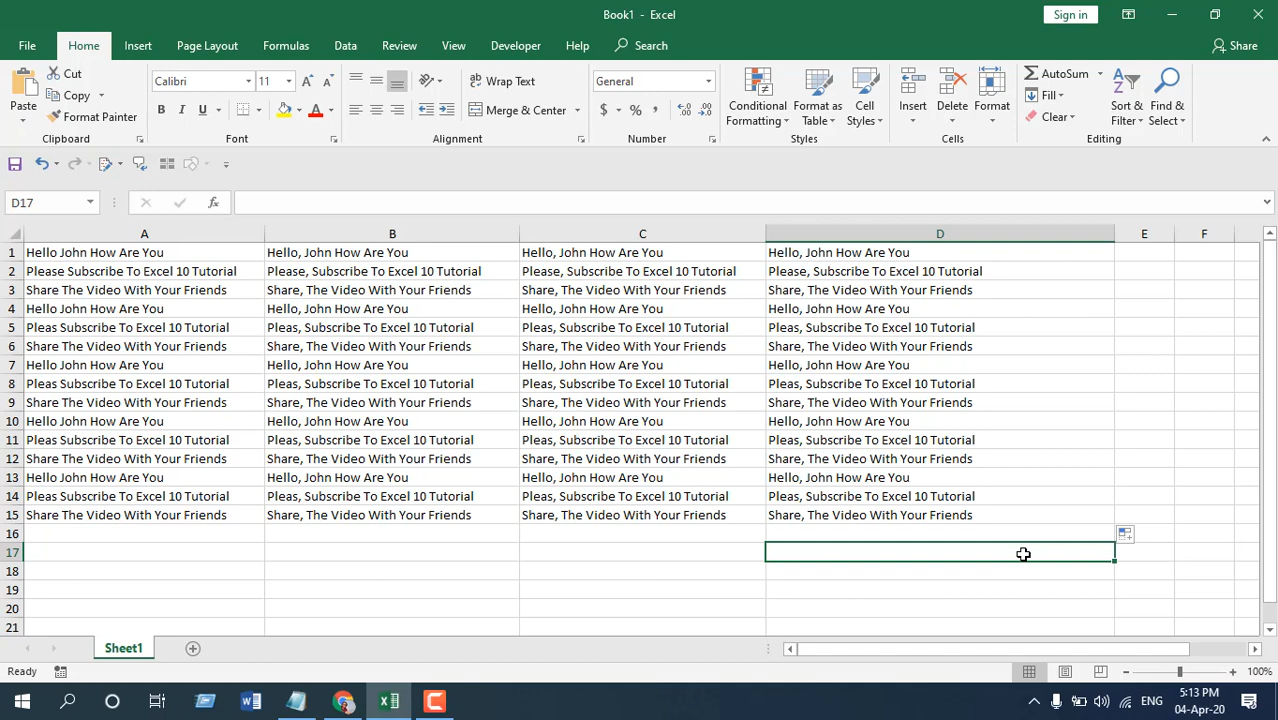 Book1 - Excel
Sign in
File Home Insert Page Layout Formulas Data Review View Developer Help Search Share
Paste Cut Copy Format Painter Clipboard
Calibri 11 B I U A Font
Wrap Text Merge & Center Alignment
General $ % , Number
Conditional Formatting Format as Table Cell Styles Styles
Insert Delete Format Cells
AutoSum Fill Clear Sort & Filter Find & Select Editing
D17 fx
A B C D E F
1 Hello John How Are You Hello, John How Are You Hello, John How Are You Hello, John How Are You
2 Please Subscribe To Excel 10 Tutorial Please, Subscribe To Excel 10 Tutorial Please, Subscribe To Excel 10 Tutorial Please, Subscribe To Excel 10 Tutorial
3 Share The Video With Your Friends Share, The Video With Your Friends Share, The Video With Your Friends Share, The Video With Your Friends
4 Hello John How Are You Hello, John How Are You Hello, John How Are You Hello, John How Are You
5 Pleas Subscribe To Excel 10 Tutorial Pleas, Subscribe To Excel 10 Tutorial Pleas, Subscribe To Excel 10 Tutorial Pleas, Subscribe To Excel 10 Tutorial
6 Share The Video With Your Friends Share, The Video With Your Friends Share, The Video With Your Friends Share, The Video With Your Friends
7 Hello John How Are You Hello, John How Are You Hello, John How Are You Hello, John How Are You
8 Pleas Subscribe To Excel 10 Tutorial Pleas, Subscribe To Excel 10 Tutorial Pleas, Subscribe To Excel 10 Tutorial Pleas, Subscribe To Excel 10 Tutorial
9 Share The Video With Your Friends Share, The Video With Your Friends Share, The Video With Your Friends Share, The Video With Your Friends
10 Hello John How Are You Hello, John How Are You Hello, John How Are You Hello, John How Are You
11 Pleas Subscribe To Excel 10 Tutorial Pleas, Subscribe To Excel 10 Tutorial Pleas, Subscribe To Excel 10 Tutorial Pleas, Subscribe To Excel 10 Tutorial
12 Share The Video With Your Friends Share, The Video With Your Friends Share, The Video With Your Friends Share, The Video With Your Friends
13 Hello John How Are You Hello, John How Are You Hello, John How Are You Hello, John How Are You
14 Pleas Subscribe To Excel 10 Tutorial Pleas, Subscribe To Excel 10 Tutorial Pleas, Subscribe To Excel 10 Tutorial Pleas, Subscribe To Excel 10 Tutorial
15 Share The Video With Your Friends Share, The Video With Your Friends Share, The Video With Your Friends Share, The Video With Your Friends
16
17
18
19
20
21
Sheet1
Ready 100%
ENG 5:13 PM
04-Apr-20